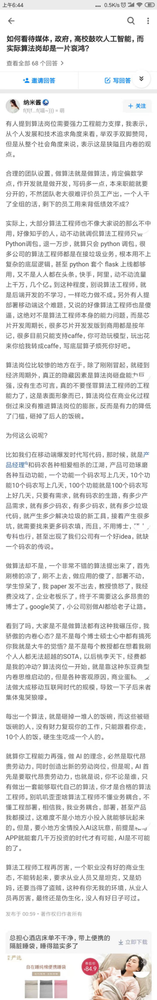 上午6:44
... 0.5K/s HD 81
如何看待媒体，政府，高校鼓吹人工智能，而
实际算法岗却是一片哀鸿？
查看全部 68 个回答
邀请回答
写回答
纳米酱
f(f(f...f(喵~))) = 萌
+ 关注
有人提到算法岗位需要强力工程能力支撑，我表示，
从个人发展和技术追求角度来看，举双手双脚赞同，
但是从整个社会角度来说，表示这是狭隘且内卷的观
点。
合理的团队设置，做算法就是做算法，肯定偏数学
点，作开发就是做开发，写码多一点，本来职能就要
分开的，不然团队老大很难评价员工产出，一个人干
了全组的活，剩下的员工用来背低绩效不成？
实际上，大部分算法工程师也不像大家说的那么不中
用，好像知乎的人，动不动就调侃算法工程师只会
Python调包，退一万步，就算只会 python 调包，很
多公司的算法工程师都是在接垃圾业务，根本用不上
复杂的底层逻辑，甚至 python 套个 flask 上线都够
用，又不是人人都在头条，快手，阿里，动不动流量
上千万，几个亿。到这种程度，别说算法工程师，就
是后端开发的不学习，一样吃力做不成。另外有人提
部署移动端这个难题，又说的好像算法工程师也是傻
逼，这绝对不是算法工程师本身的能力问题，而是芯
片开发周期长，很多芯片开发发版到商用都是按年
记，很多目前只能支持caffe，你可劲玩模型，玩出花
来你给我转成caffe，写底层算子烦死你好吧。
算法岗位比较惨的地方在于，除了刚刚冒起，就碰到
经济周期外，真正的隐藏因素是算法岗砸盘能力巨
强，没有生态可言，真的不要怪罪算法工程师的工程
能力了，这是表面形象而已，算法岗位在商业化过程
倒过来没有推进算法岗位的膨胀，反而是有力的降低
了门槛，砸掉了后人的饭碗。
为何这么说呢？
比如我们在移动端爆发时代写代码，那时候，就是产
品经理和码农各种相爱相杀的江湖，产品可劲琢磨
各种互动功能，一个功能一个码农写上几天，10个功
能10个码农写上几天，100个功能就是100个码农写
上好几天，只要有需求，就有码农的生路，有多少产
品需求，就有多少码农，有多少码农，就有多少垃圾
代码，就产生多少解决垃圾的新工具，接着产生很多
坑，就需要找来更多码农填，而且，不用博士，硕士，
专科也行，甚至出现了我们公司有一个好idea，就缺
一个码农的传说。
做算法却不是，一个非常不错的算法提出来了，首先
刷榜的凉了，刷不上去，做应用的傻了，部署不动，
学生惊呆了，我 paper 发不出去，教授愤怒了，我经
费没戏了，企业老板乐了，终于不需要这么多昂贵的
博士了。google笑了，小公司别做AI都给老子让路。
看到了吗，大家是不是做算法都有这种我碾压你，我
骄傲的内卷心态？是不是每个博士硕士心中都有搞死
你我就是大牛的觉悟？是不是每个教授都在想着我刷
个人人都无法超越的SOTA，以后桃李天下，经费都
是我的冲动？算法岗位一开始，就是靠这种东亚典型
内卷思维启动的，但是各种客观原因，商业蛋糕
法做大成移动互联网时代的规模，导致一下子后来者
集体鬼哭狼嚎。
每出一个算法，就是砸掉一堆人的饭碗，而这些被砸
饭碗的人，没有财力复现你的工作，只能跟着你走，
10个人的饭，硬生生吃成一个人的。
就算你工程能力再强，做 AI 的理念，必然是取代昂
贵劳动力，同时创造出新的劳动岗位，但是呢，AI 首
先是要取代昂贵劳动力，也就是说，你不论是谁，只
有做出一套能够取代自己的算法，你才是合格的算法
工程师。别叽叽歪歪啥算法工程师不懂业务耦合，不
懂工程部署，相信我，我业务耦合，部署，甚至产品
我都摸过，这难度不是小地方小投入就能够玩起来
的。但是，要小地方全情投入AI这玩意，前提是
APP就能套几千万投资的时代才有可能，AI是不可能
的了。
算法工程师工程再厉害，一个职业没有好的商业生
态，不能转起来，要求从业人员又是坦克，又是奶
妈，还要当得了盗贼，这种有你无我的环境，从业人
员再厉害，最终还是伪生化，没人有好日子可过。
发布于 00:59 · 著作权归作者所有
总担心酒店床单不干净，带上便携的
隔脏睡袋，睡得踏实多了
立即下载
网易严选
自在睡纯棉便携睡袋
券后价
¥84.9